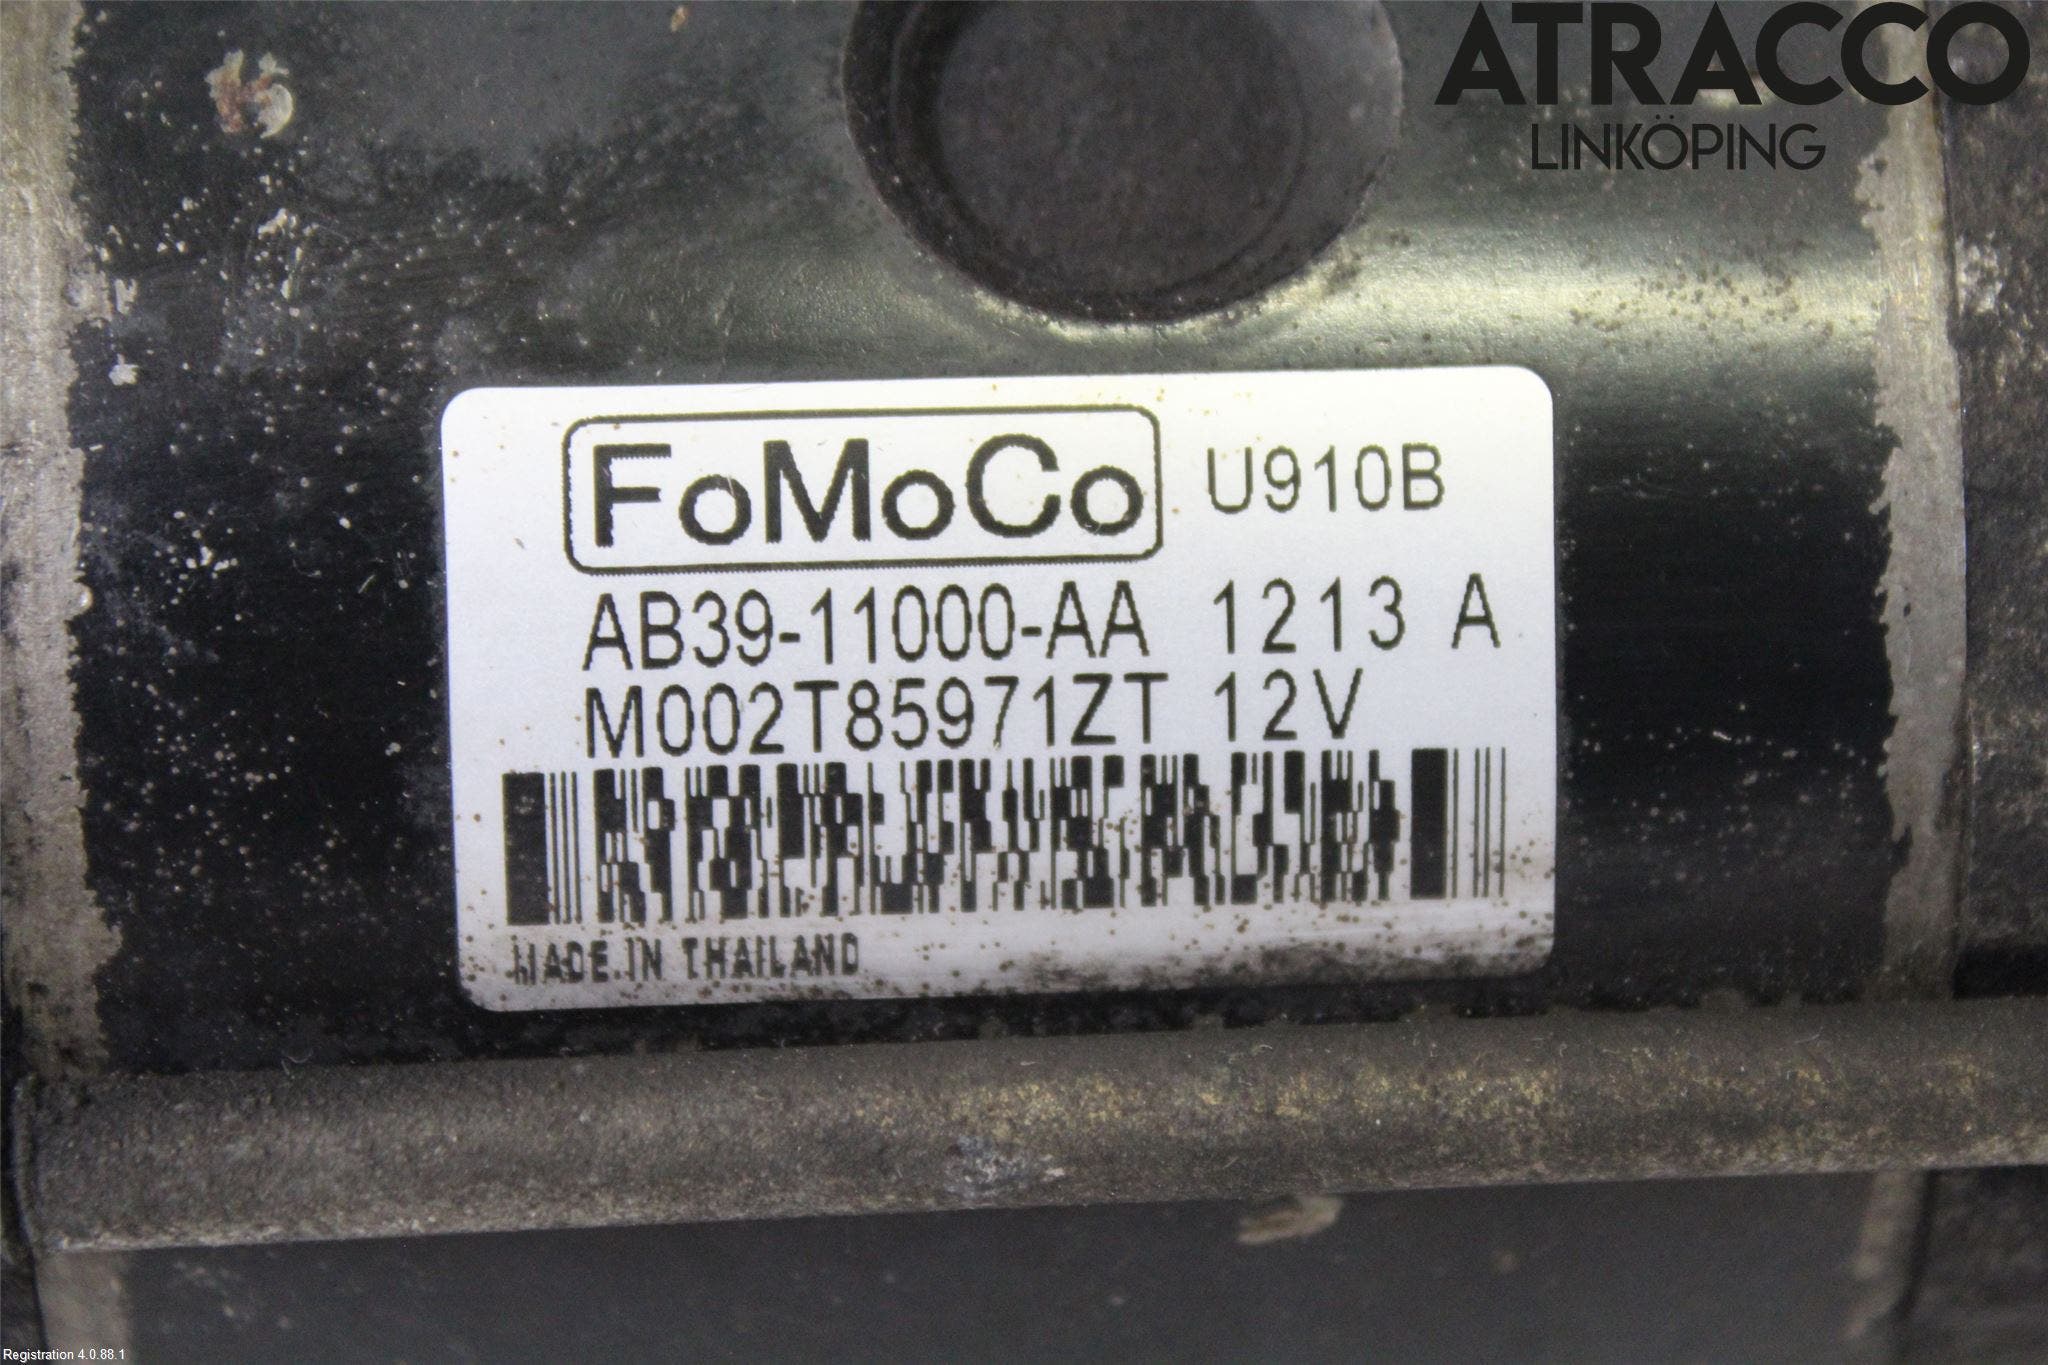 ATRACCO
LINKÖPING
FoMoCo U910B
AB39-11000-AA 1213 A
M002T85971ZT 12V
MADE IN THAILAND
Registration 4.0.88.1